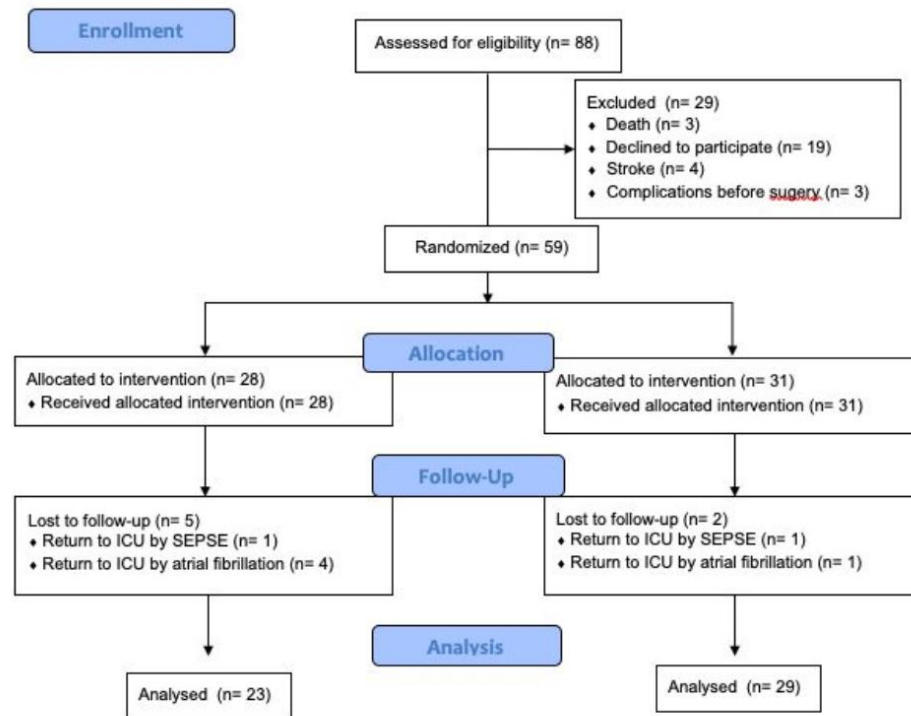 Enrollment
Assessed for eligibility (n= 88)
Excluded (n= 29)
♦ Death (n= 3)
♦ Declined to participate (n= 19)
♦ Stroke (n= 4)
♦ Complications before sugery (n= 3)
Randomized (n= 59)
Allocation
Allocated to intervention (n= 28)
♦ Received allocated intervention (n= 28)
Allocated to intervention (n= 31)
♦ Received allocated intervention (n= 31)
Follow-Up
Lost to follow-up (n= 5)
♦ Return to ICU by SEPSE (n= 1)
♦ Return to ICU by atrial fibrillation (n= 4)
Lost to follow-up (n= 2)
♦ Return to ICU by SEPSE (n= 1)
♦ Return to ICU by atrial fibrillation (n= 1)
Analysis
Analysed (n= 23)
Analysed (n= 29)